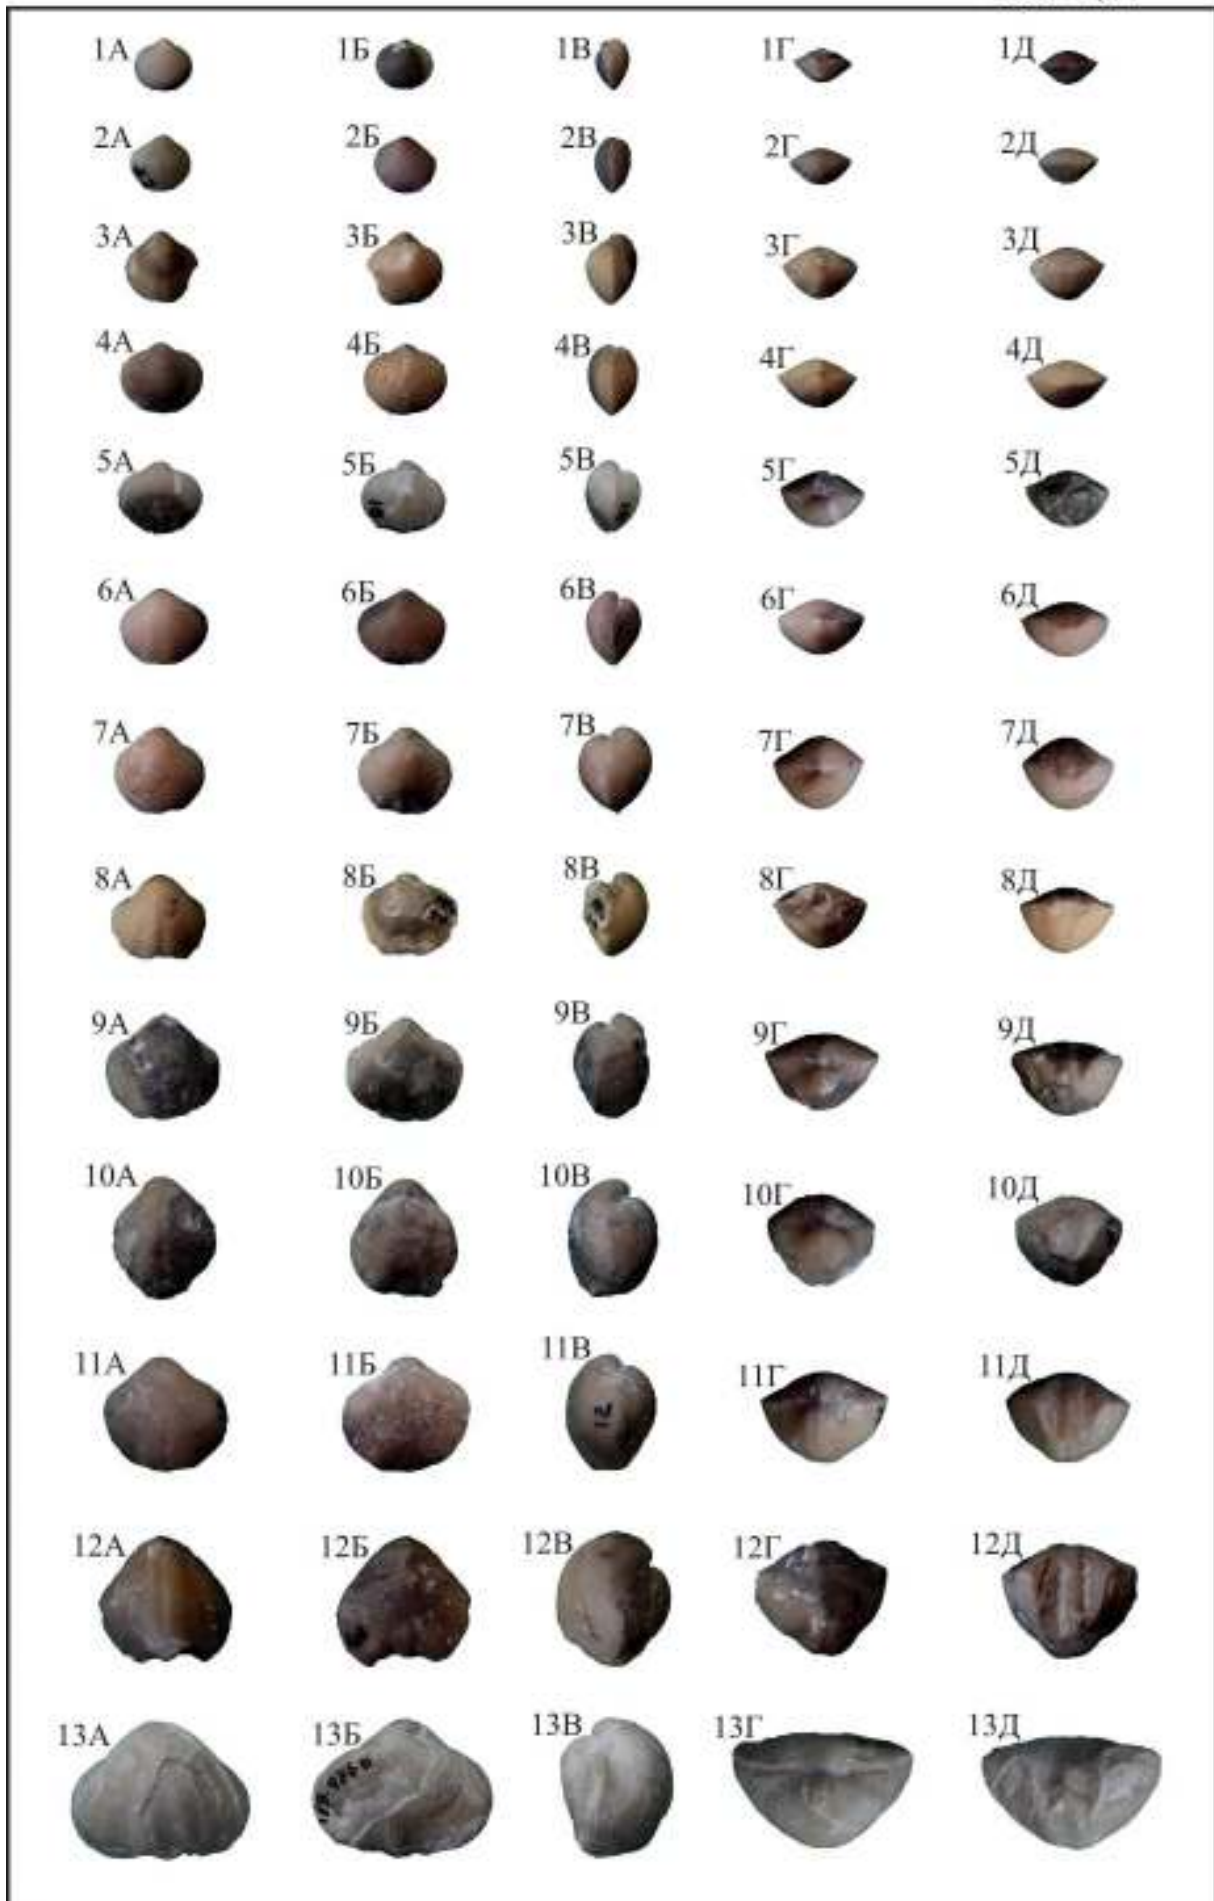 1А 1Б 1В 1Г 1Д
2А 2Б 2В 2Г 2Д
3А 3Б 3В 3Г 3Д
4А 4Б 4В 4Г 4Д
5А 5Б 5В 5Г 5Д
6А 6Б 6В 6Г 6Д
7А 7Б 7В 7Г 7Д
8А 8Б 8В 8Г 8Д
9А 9Б 9В 9Г 9Д
10А 10Б 10В 10Г 10Д
11А 11Б 11В 11Г 11Д
12А 12Б 12В 12Г 12Д
13А 13Б 13В 13Г 13Д